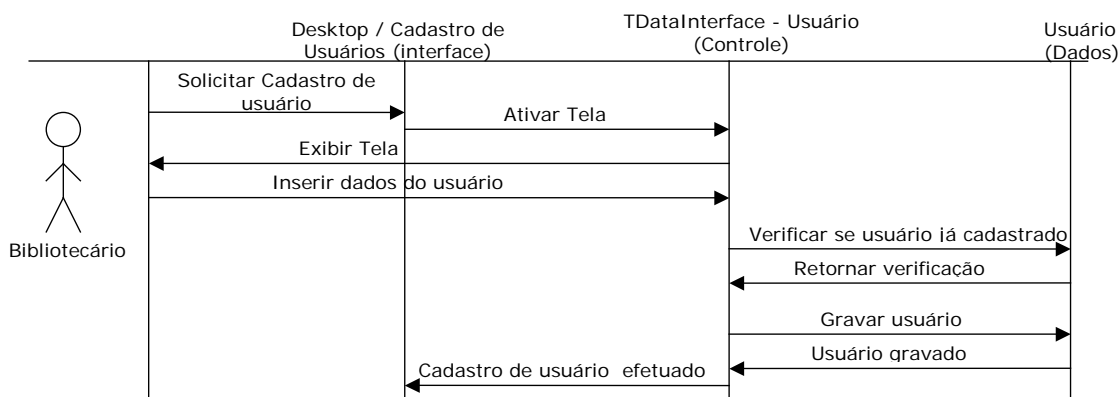 Desktop / Cadastro de
Usuários (interface)
TDataInterface - Usuário
(Controle)
Usuário
(Dados)
Solicitar Cadastro de
usuário
Ativar Tela
Exibir Tela
Inserir dados do usuário
Bibliotecário
Verificar se usuário já cadastrado
Retornar verificação
Gravar usuário
Usuário gravado
Cadastro de usuário efetuado